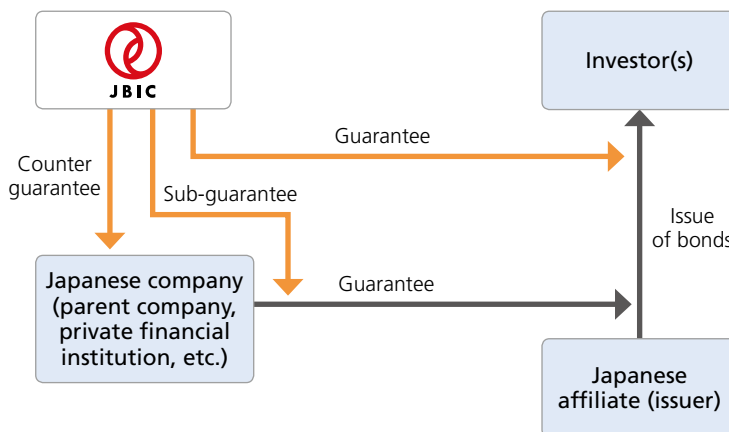 JBIC
Investor(s)
Guarantee
Counter
guarantee
Sub-guarantee
Issue
of bonds
Japanese company
(parent company,
private financial
institution, etc.)
Guarantee
Japanese
affiliate (issuer)